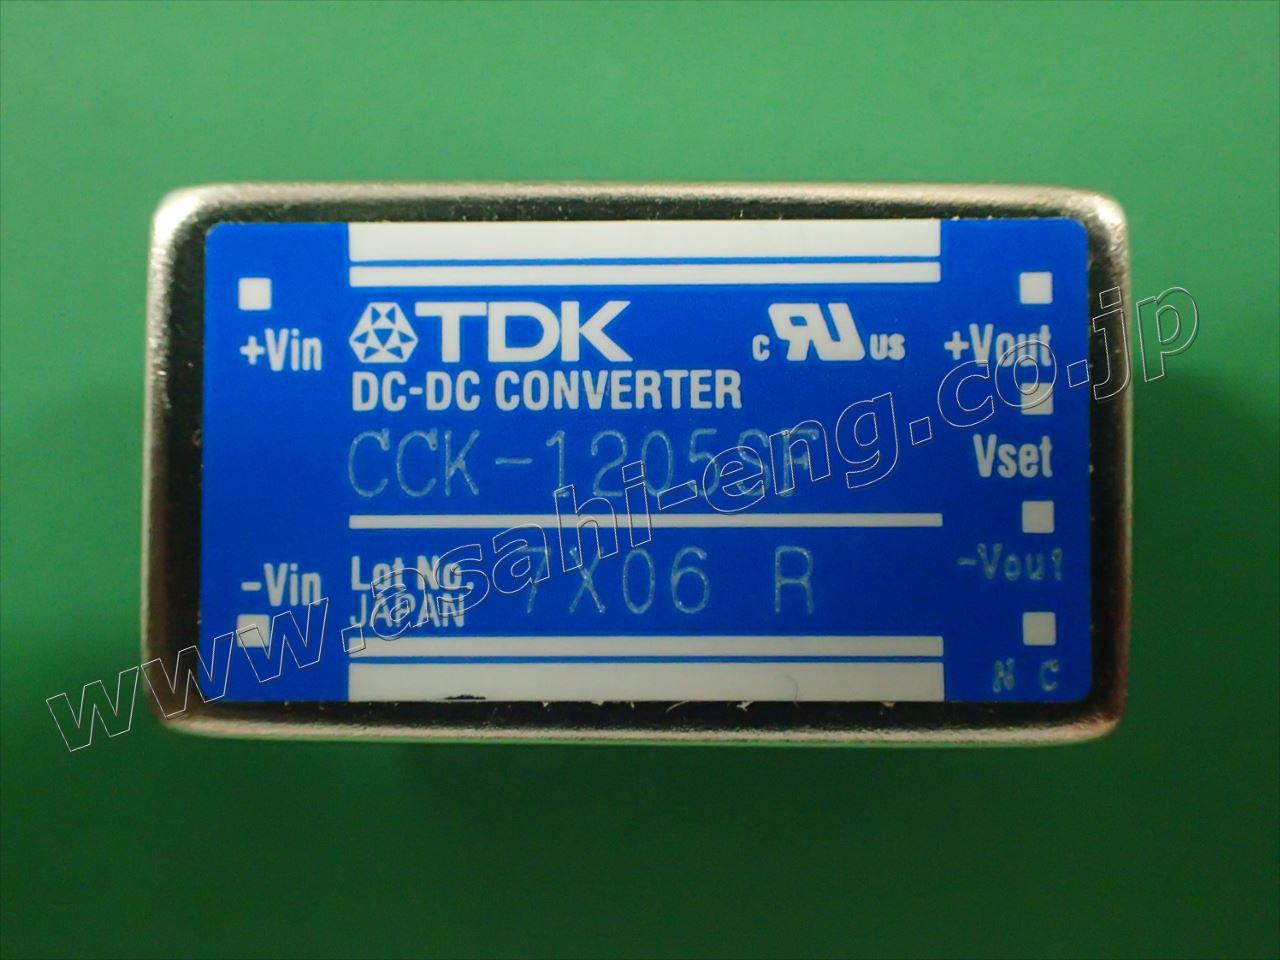 +Vin
TDK
c RU us
+Vout
DC-DC CONVERTER
CCK-1205SF
Vset
-Vin
Lot No. 7X06 R
JAPAN
-Vout
N C
www.asahi-eng.co.jp